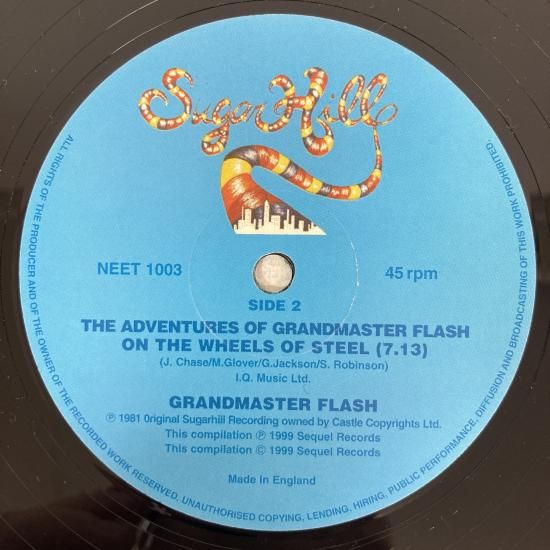 Sugar Hill
NEET 1003
45 rpm
SIDE 2
THE ADVENTURES OF GRANDMASTER FLASH
ON THE WHEELS OF STEEL (7.13)
(J. Chase/M.Glover/G.Jackson/S. Robinson)
I.Q. Music Ltd.
GRANDMASTER FLASH
℗ 1981 Original Sugarhill Recording owned by Castle Copyrights Ltd.
This compilation ℗ 1999 Sequel Records
This compilation © 1999 Sequel Records
Made In England
ALL RIGHTS OF THE PRODUCER AND OF THE OWNER OF THE RECORDED WORK RESERVED, UNAUTHORISED COPYING, LENDING, HIRING, PUBLIC PERFORMANCE, DIFFUSION AND BROADCASTING OF THIS WORK PROHIBITED.